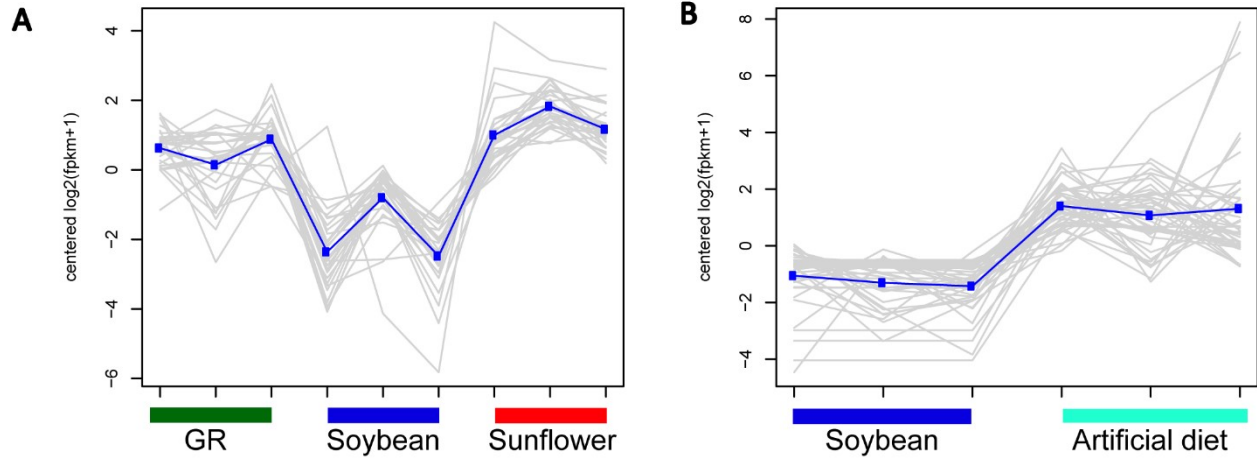 A
centered log2(fpkm+1)
4
2
0
−2
−4
−6
GR
Soybean
Sunflower
B
centered log2(fpkm+1)
8
6
4
2
0
−2
−4
Soybean
Artificial diet